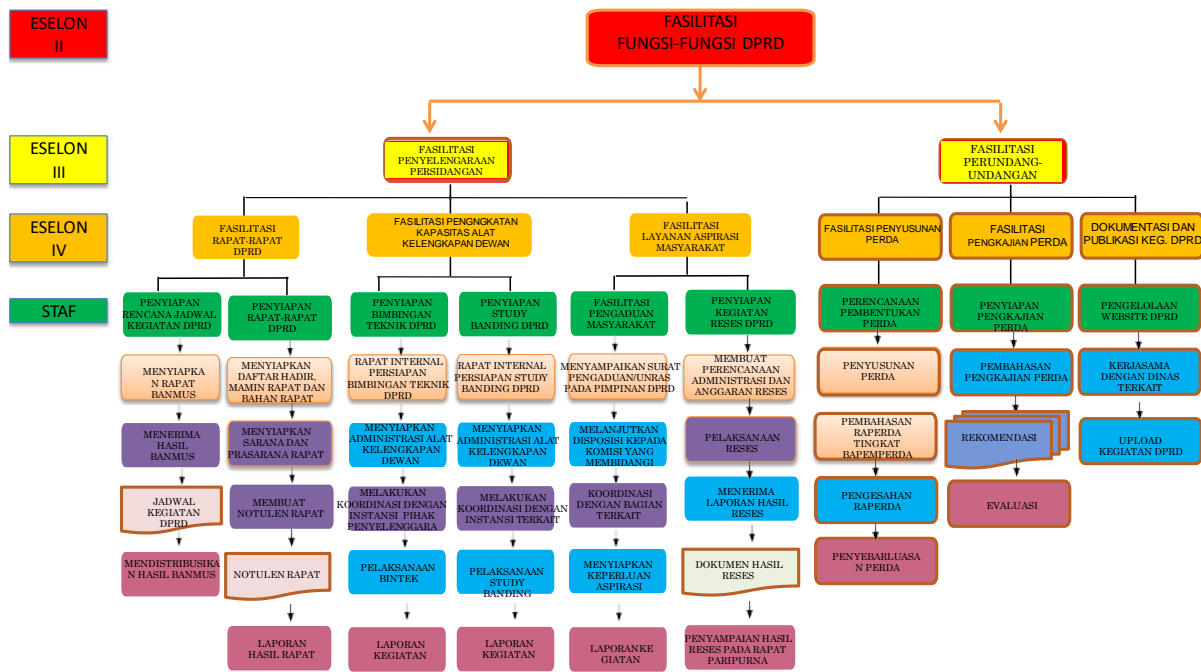 ESELON
II
FASILITASI
FUNGSI-FUNGSI DPRD
ESELON
III
FASILITASI
PENYELENGARAAN
PERSIDANGAN
FASILITASI
PERUNDANG-
UNDANGAN
ESELON
IV
FASILITASI
RAPAT-RAPAT
DPRD
FASILITASI PENGNGKATAN
KAPASITAS ALAT
KELENGKAPAN DEWAN
FASILITASI
LAYANAN ASPIRASI
MASYARAKAT
FASILITASI PENYUSUNAN
PERDA
FASILITASI
PENGKAJIAN PERDA
DOKUMENTASI DAN
PUBLIKASI KEG. DPRD
STAF
PENYIAPAN
RENCANA JADWAL
KEGIATAN DPRD
PENYIAPAN
RAPAT-RAPAT
DPRD
PENYIAPAN
BIMBINGAN
TEKNIK DPRD
PENYIAPAN
STUDY
BANDING DPRD
FASILITASI
PENGADUAN
MASYARAKAT
PENYIAPAN
KEGIATAN
RESES DPRD
PERENCANAAN
PEMBENTUKAN
PERDA
PENYIAPAN
PENGKAJIAN
PERDA
PENGELOLAAN
WEBSITE DPRD
MENYIAPKA
N RAPAT
BANMUS
MENYIAPKAN
DAFTAR HADIR,
MAMIN RAPAT DAN
BAHAN RAPAT
RAPAT INTERNAL
PERSIAPAN
BIMBINGAN TEKNIK
DPRD
RAPAT INTERNAL
PERSIAPAN STUDY
BANDING DPRD
MENYAMPAIKAN SURAT
PENGADUAN/UNRAS
PADA PIMPINAN DPRD
MEMBUAT
PERENCANAAN
ADMINISTRASI DAN
ANGGARAN RESES
PENYUSUNAN
PERDA
PEMBAHASAN
PENGKAJIAN PERDA
KERJASAMA
DENGAN DINAS
TERKAIT
MENERIMA
HASIL
BANMUS
MENYIAPKAN
SARANA DAN
PRASARANA RAPAT
MENYIAPKAN
ADMINISTRASI ALAT
KELENGKAPAN
DEWAN
MENYIAPKAN
ADMINISTRASI ALAT
KELENGKAPAN
DEWAN
MELANJUTKAN
DISPOSISI KEPADA
KOMISI YANG
MEMBIDANGI
PELAKSANAAN
RESES
PEMBAHASAN
RAPERDA
TINGKAT
BAPEMPERDA
REKOMENDASI
UPLOAD
KEGIATAN DPRD
JADWAL
KEGIATAN
DPRD
MEMBUAT
NOTULEN RAPAT
MELAKUKAN
KOORDINASI DENGAN
INSTANSI PIHAK
PENYELENGGARA
MELAKUKAN
KOORDINASI DENGAN
INSTANSI TERKAIT
KOORDINASI
DENGAN BAGIAN
TERKAIT
MENERIMA
LAPORAN HASIL
RESES
PENGESAHAN
RAPERDA
EVALUASI
MENDISTRIBUSIKA
N HASIL BANMUS
NOTULEN RAPAT
PELAKSANAAN
BINTEK
PELAKSANAAN
STUDY
BANDING
MENYIAPKAN
KEPERLUAN
ASPIRASI
DOKUMEN HASIL
RESES
PENYEBARLUASA
N PERDA
LAPORAN
HASIL RAPAT
LAPORAN
KEGIATAN
LAPORAN
KEGIATAN
LAPORANKE
GIATAN
PENYAMPAIAN HASIL
RESES PADA RAPAT
PARIPURNA